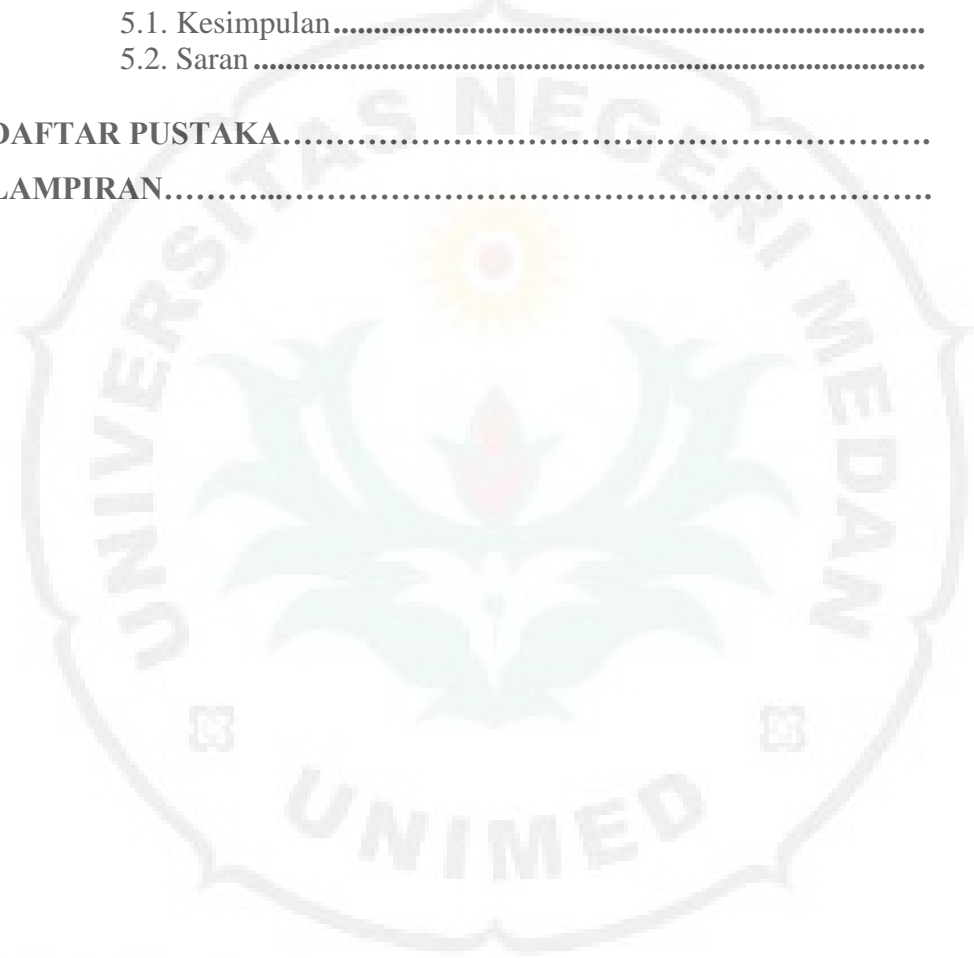 5.1. Kesimpulan........................................................................
5.2. Saran..................................................................................
DAFTAR PUSTAKA……………………………………………………….
LAMPIRAN………...……………………………………………………….
UNIVERSITAS NEGERI MEDAN
UNIMED